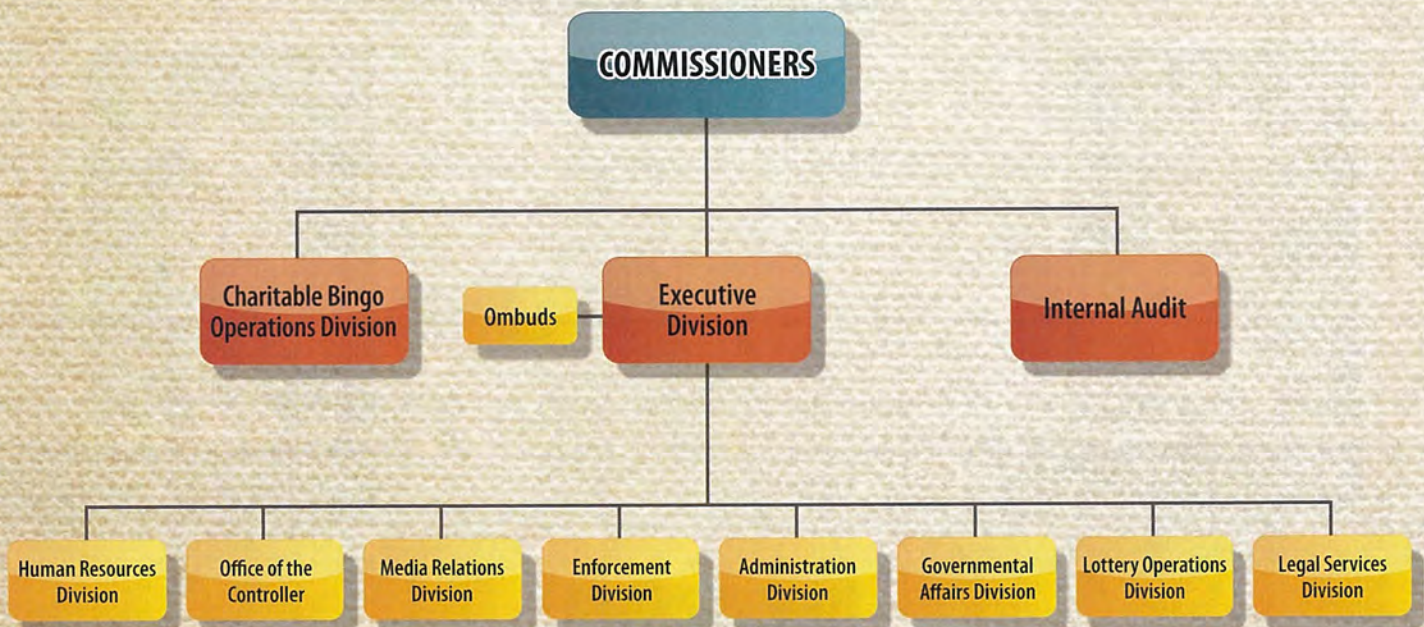 COMMISSIONERS
Charitable Bingo
Operations Division
Ombuds
Executive
Division
Internal Audit
Human Resources
Division
Office of the
Controller
Media Relations
Division
Enforcement
Division
Administration
Division
Governmental
Affairs Division
Lottery Operations
Division
Legal Services
Division